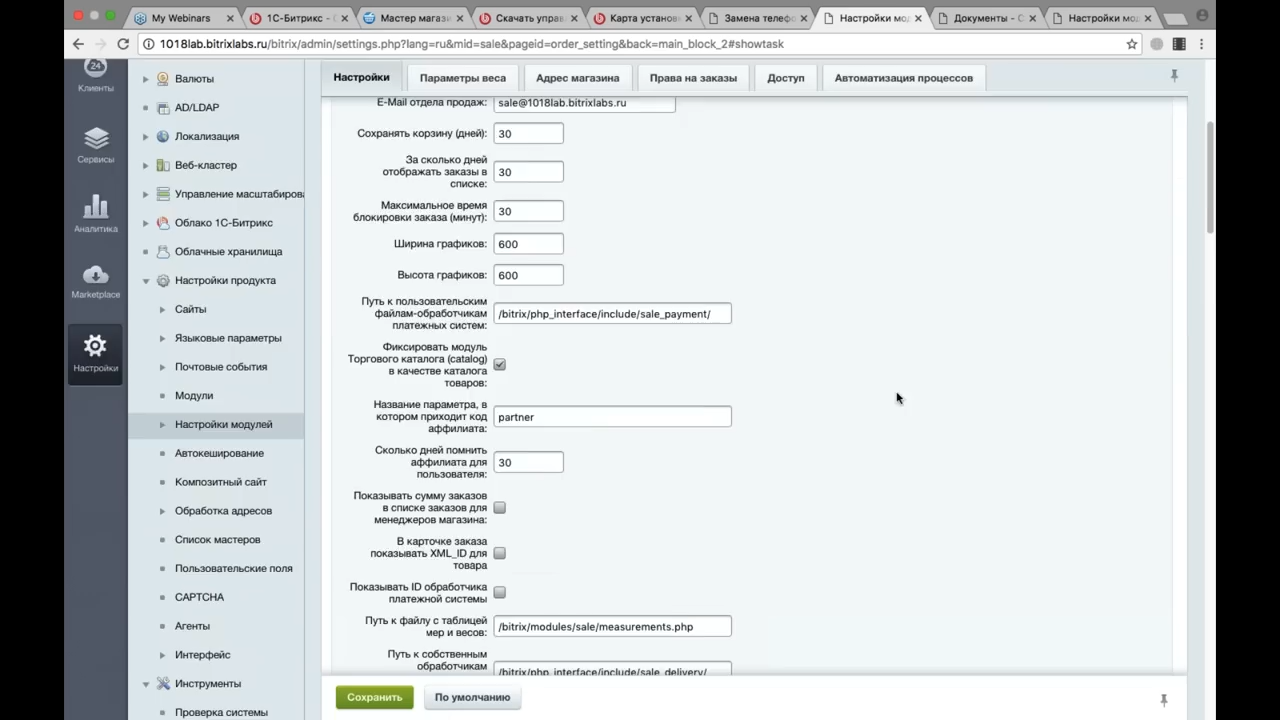 My Webinars
1С-Битрикс - С
Мастер магази
Скачать управ
Карта установ
Замена телеф
Настройки мо
Документы - С
Настройки мо
1018lab.bitrixlabs.ru/bitrix/admin/settings.php?lang=ru&mid=sale&pageid=order_setting&back=main_block_2#showtask
24
Клиенты
Сервисы
Аналитика
Marketplace
Настройки
Валюты
AD/LDAP
Локализация
Веб-кластер
Управление масштабирова
Облако 1С-Битрикс
Облачные хранилища
Настройки продукта
Сайты
Языковые параметры
Почтовые события
Модули
Настройки модулей
Автокеширование
Композитный сайт
Обработка адресов
Список мастеров
Пользовательские поля
CAPTCHA
Агенты
Интерфейс
Инструменты
Проверка системы
Настройки
Параметры веса
Адрес магазина
Права на заказы
Доступ
Автоматизация процессов
E-Mail отдела продаж: sale@1018lab.bitrixlabs.ru
Сохранять корзину (дней): 30
За сколько дней
отображать заказы в
списке:
30
Максимальное время
блокировки заказа (минут):
30
Ширина графиков: 600
Высота графиков: 600
Путь к пользовательским
файлам-обработчикам
платежных систем:
/bitrix/php_interface/include/sale_payment/
Фиксировать модуль
Торгового каталога (catalog)
в качестве каталога
товаров:
Название параметра, в
котором приходит код
аффилиата:
partner
Сколько дней помнить
аффилиата для
пользователя:
30
Показывать сумму заказов
в списке заказов для
менеджеров магазина:
В карточке заказа
показывать XML_ID для
товара
Показывать ID обработчика
платежной системы
Путь к файлу с таблицей
мер и весов:
/bitrix/modules/sale/measurements.php
Путь к собственным
обработчикам
/bitrix/php_interface/include/sale_delivery/
Сохранить
По умолчанию